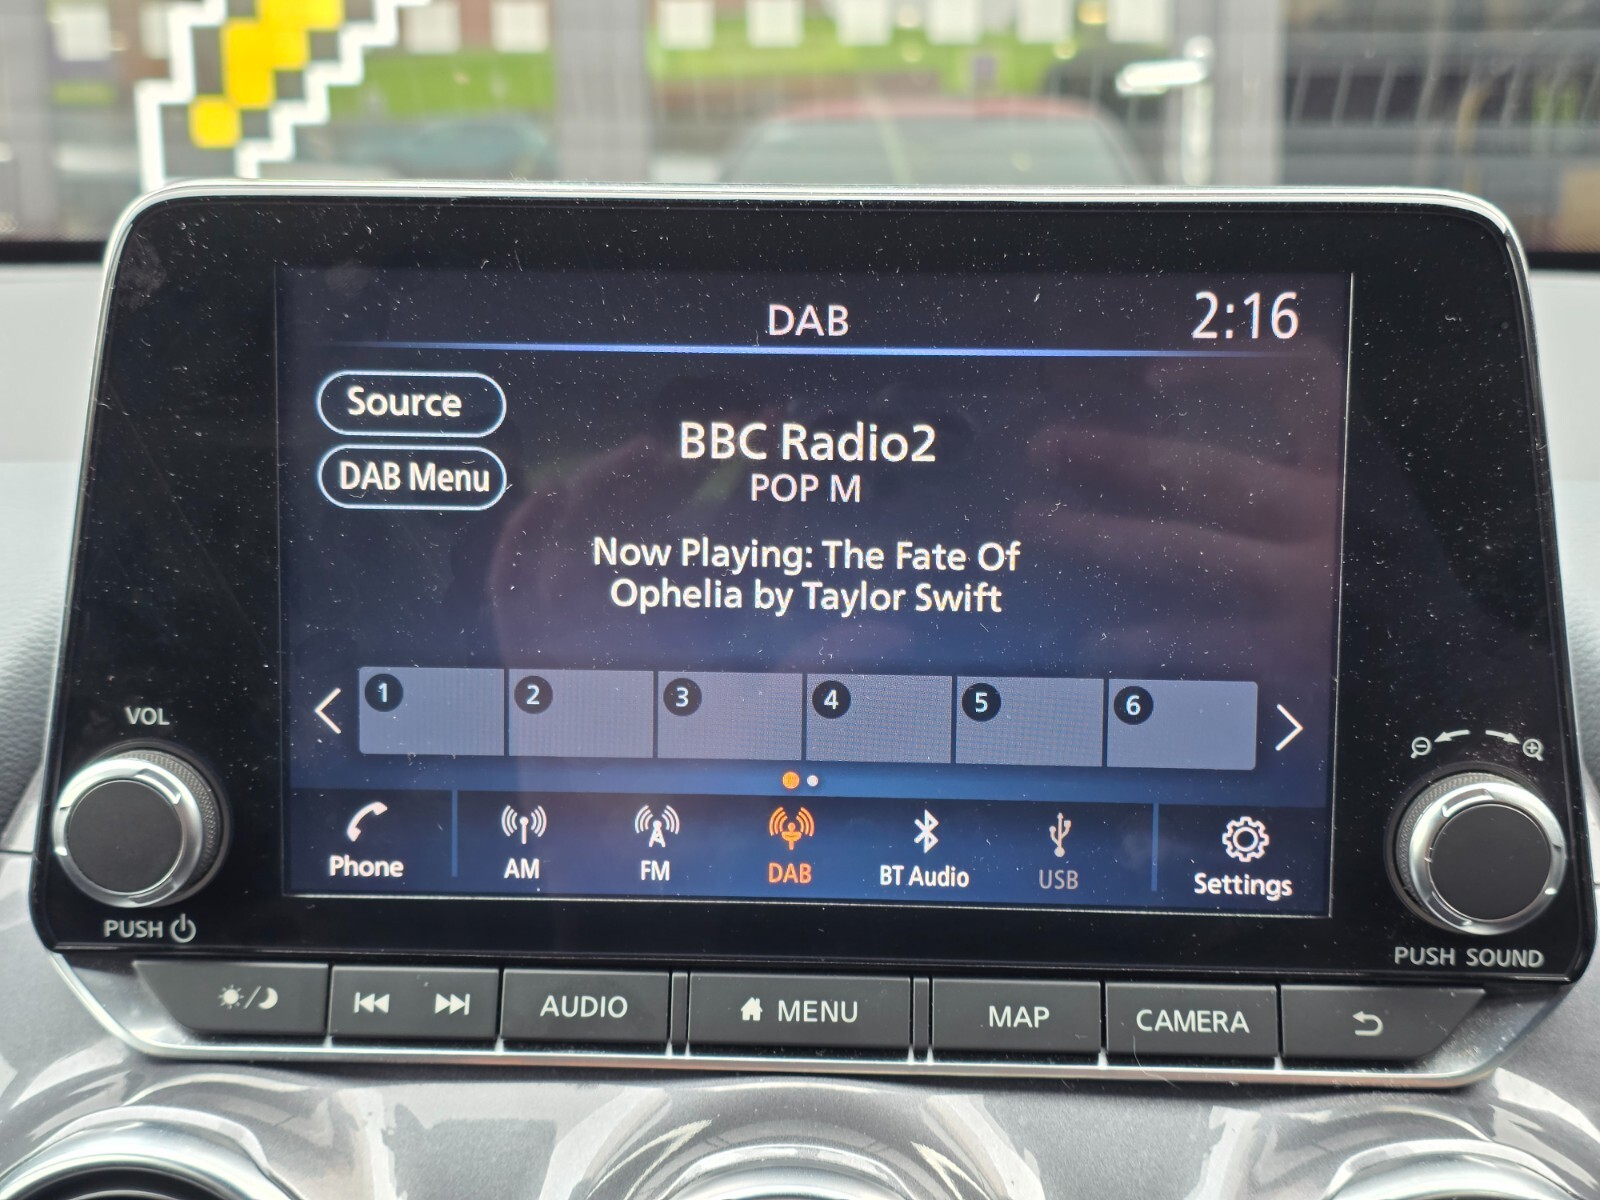 DAB
2:16
Source
DAB Menu
BBC Radio2
POP M
Now Playing: The Fate Of
Ophelia by Taylor Swift
1 2 3 4 5 6
VOL
PUSH
Phone
AM
FM
DAB
BT Audio
USB
Settings
PUSH SOUND
AUDIO
MENU
MAP
CAMERA